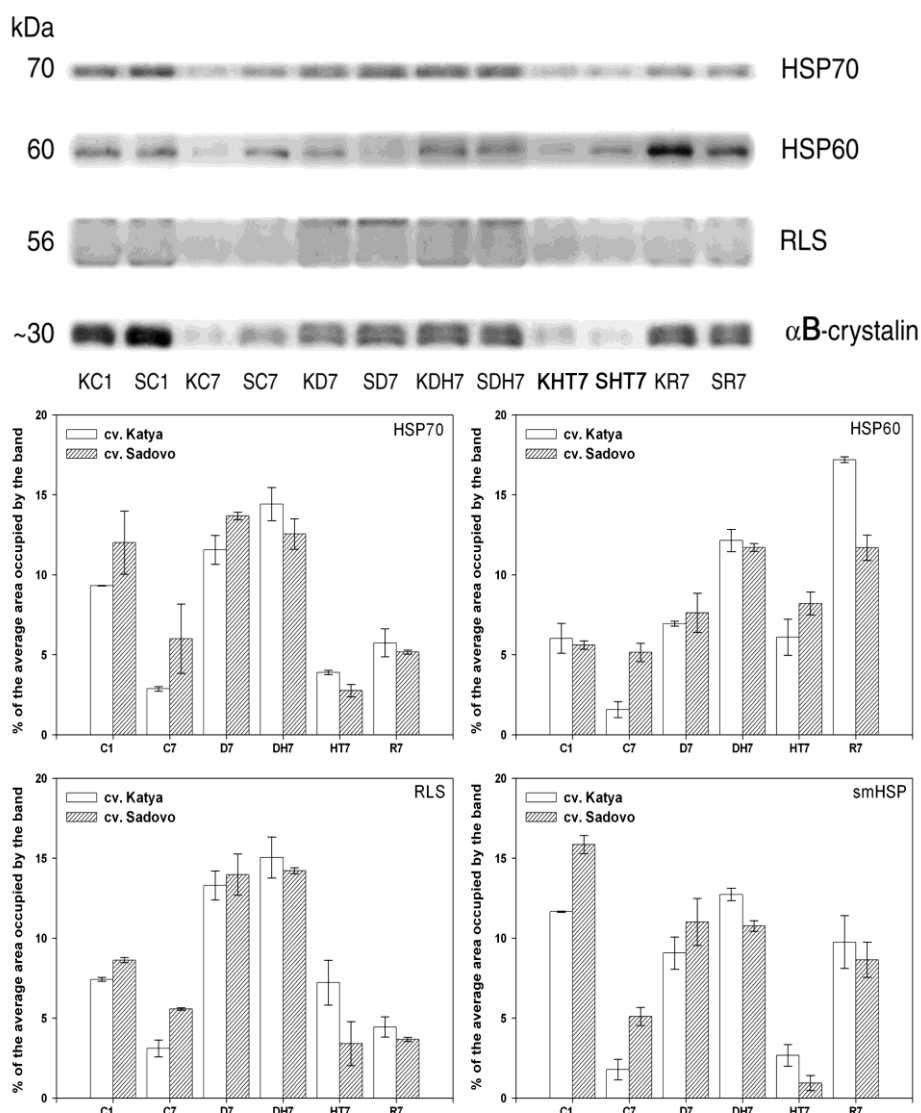 kDa
70 HSP70
60 HSP60
56 RLS
~30 αB-crystalin
KC1 SC1 KC7 SC7 KD7 SD7 KDH7 SDH7 KHT7 SHT7 KR7 SR7
HSP70
cv. Katya
cv. Sadovo
% of the average area occupied by the band
20
15
10
5
0
C1 C7 D7 DH7 HT7 R7
HSP60
cv. Katya
cv. Sadovo
% of the average area occupied by the band
20
15
10
5
0
C1 C7 D7 DH7 HT7 R7
RLS
cv. Katya
cv. Sadovo
% of the average area occupied by the band
20
15
10
5
0
C1 C7 D7 DH7 HT7 R7
smHSP
cv. Katya
cv. Sadovo
% of the average area occupied by the band
20
15
10
5
0
C1 C7 D7 DH7 HT7 R7